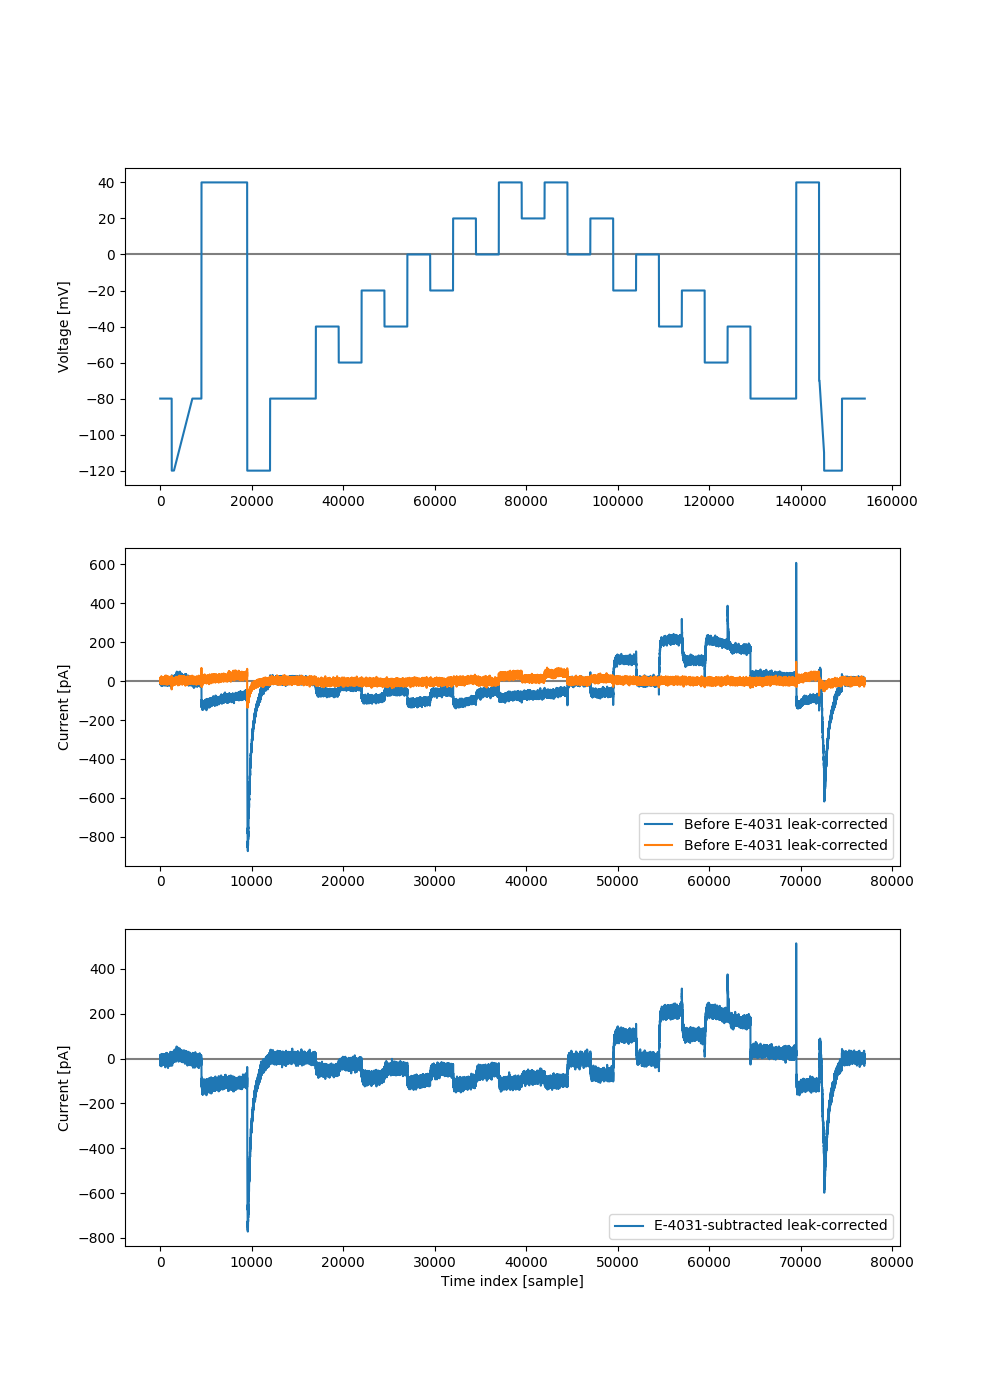 40
20
0
−20
−40
−60
−80
−100
−120
Voltage [mV]
0 20000 40000 60000 80000 100000 120000 140000 160000
600
400
200
0
−200
−400
−600
−800
Current [pA]
Before E-4031 leak-corrected
Before E-4031 leak-corrected
0 10000 20000 30000 40000 50000 60000 70000 80000
400
200
0
−200
−400
−600
−800
Current [pA]
E-4031-subtracted leak-corrected
0 10000 20000 30000 40000 50000 60000 70000 80000
Time index [sample]